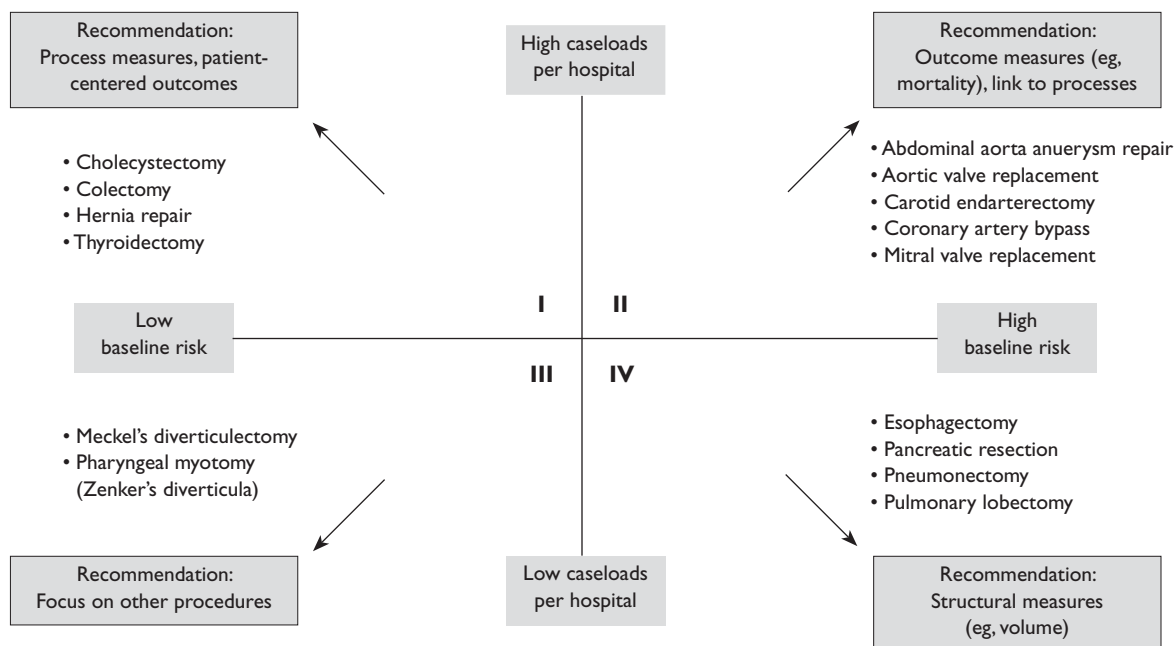 Recommendation:
Process measures, patient-
centered outcomes
High caseloads
per hospital
Recommendation:
Outcome measures (eg,
mortality), link to processes
• Cholecystectomy
• Colectomy
• Hernia repair
• Thyroidectomy
• Abdominal aorta anuerysm repair
• Aortic valve replacement
• Carotid endarterectomy
• Coronary artery bypass
• Mitral valve replacement
I
II
Low
baseline risk
High
baseline risk
III
IV
• Meckel's diverticulectomy
• Pharyngeal myotomy
(Zenker's diverticula)
• Esophagectomy
• Pancreatic resection
• Pneumonectomy
• Pulmonary lobectomy
Recommendation:
Focus on other procedures
Low caseloads
per hospital
Recommendation:
Structural measures
(eg, volume)